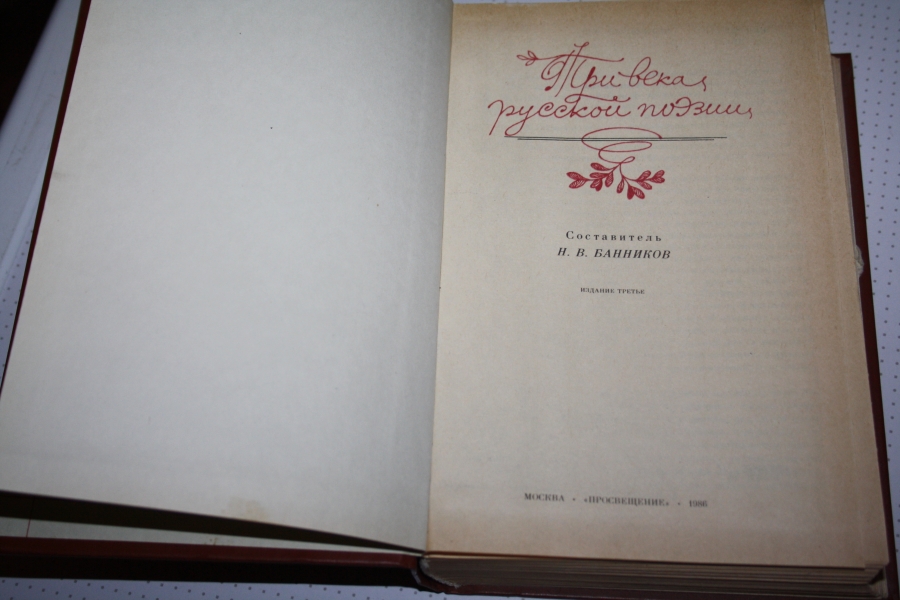 Три века
русской поэзии
Составитель
Н. В. БАННИКОВ
ИЗДАНИЕ ТРЕТЬЕ
МОСКВА • «ПРОСВЕЩЕНИЕ» • 1986